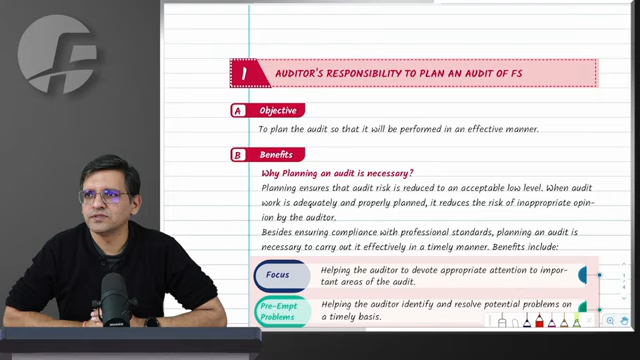 1 AUDITOR'S RESPONSIBILITY TO PLAN AN AUDIT OF FS
A Objective
To plan the audit so that it will be performed in an effective manner.
B Benefits
Why Planning an audit is necessary?
Planning ensures that audit risk is reduced to an acceptable low level. When audit
work is adequately and properly planned, it reduces the risk of inappropriate opin-
ion by the auditor.
Besides ensuring compliance with professional standards, planning an audit is
necessary to carry out it effectively in a timely manner. Benefits include:
Focus
Helping the auditor to devote appropriate attention to impor-
tant areas of the audit.
Pre-Empt
Problems
Helping the auditor identify and resolve potential problems on
a timely basis.